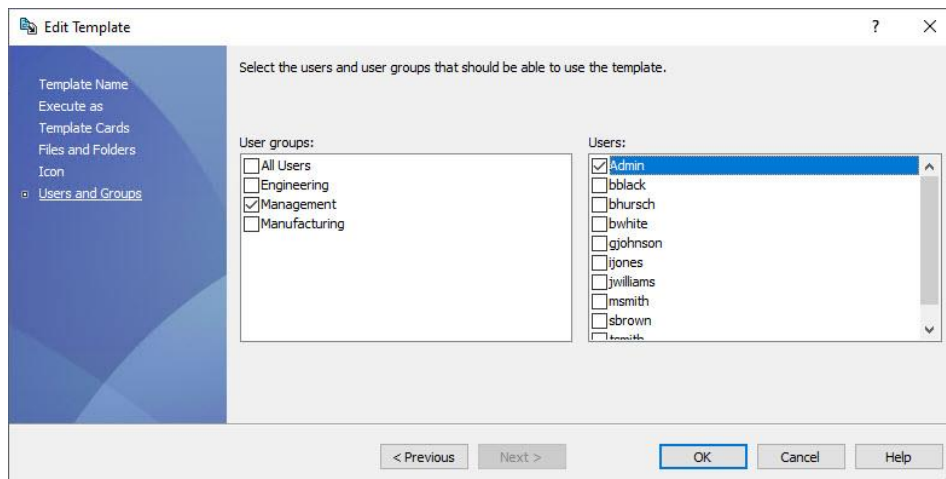 Edit Template
?
Template Name
Execute as
Template Cards
Files and Folders
Icon
Users and Groups
Select the users and user groups that should be able to use the template.
User groups:
All Users
Engineering
Management
Manufacturing
Users:
Admin
bblack
bhursch
bwhite
gjohnson
ijones
jwilliams
msmith
sbrown
< Previous
Next >
OK
Cancel
Help